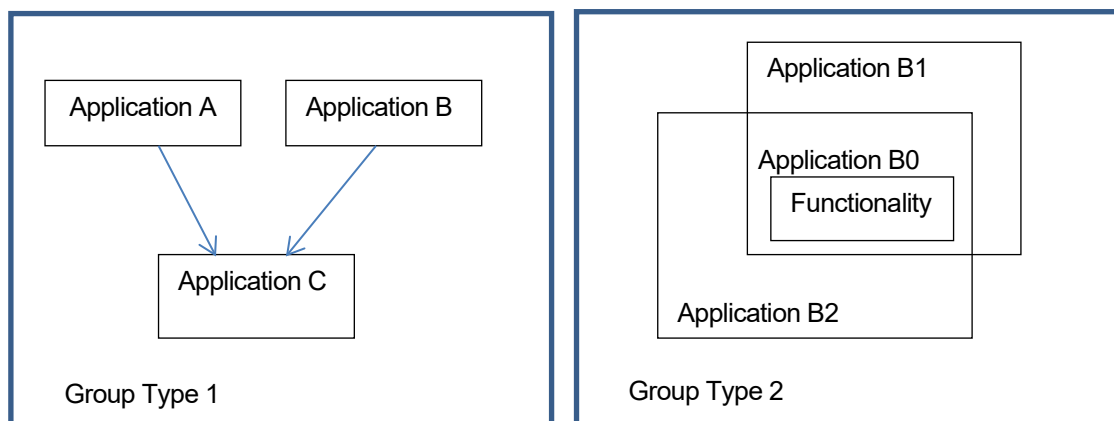 Application A
Application B
Application C
Group Type 1
Application B1
Application B0
Functionality
Application B2
Group Type 2